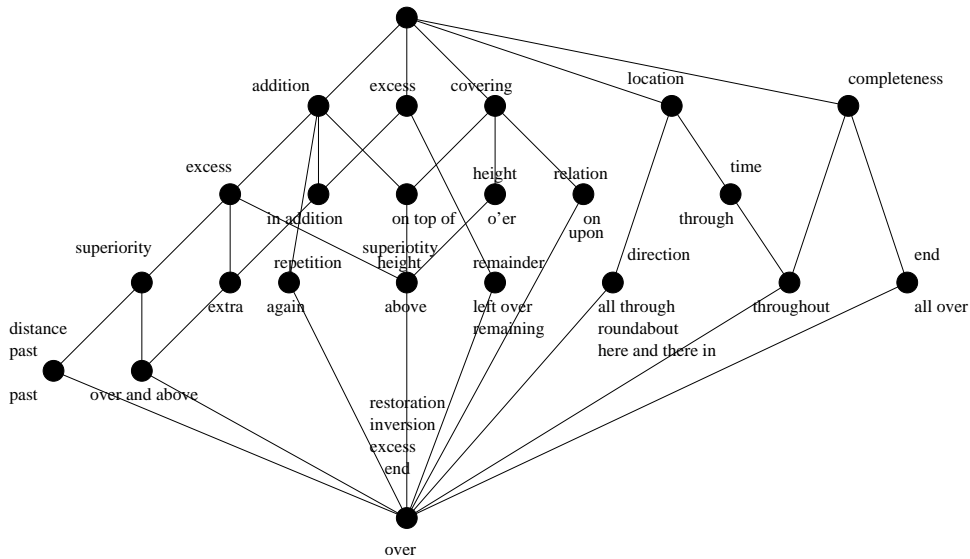 location
completeness
addition
excess
covering
excess
height
relation
time
in addition
on top of
o'er
on
upon
through
superiority
superiotity
height
repetition
remainder
direction
end
extra
again
above
left over
remaining
all through
roundabout
here and there in
throughout
all over
distance
past
past
over and above
restoration
inversion
excess
end
over